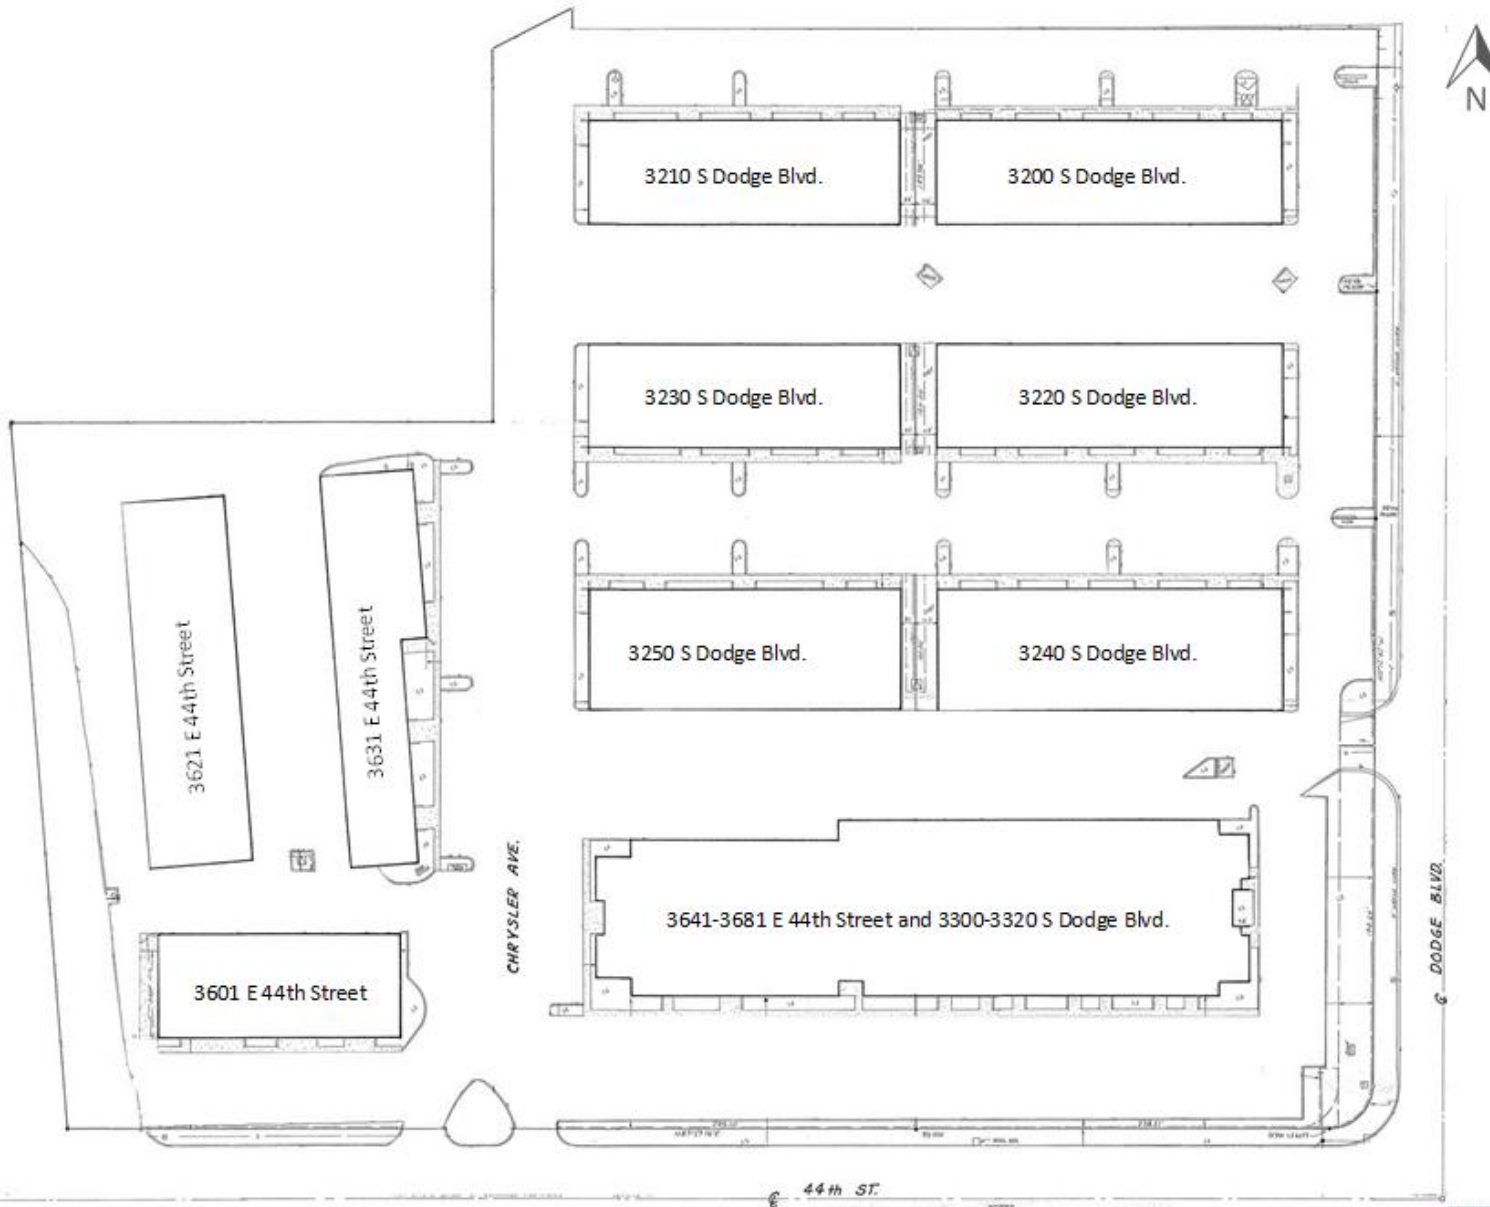 N
3210 S Dodge Blvd.
3200 S Dodge Blvd.
3230 S Dodge Blvd.
3220 S Dodge Blvd.
3250 S Dodge Blvd.
3240 S Dodge Blvd.
3621 E 44th Street
3631 E 44th Street
CHRYSLER AVE.
3641-3681 E 44th Street and 3300-3320 S Dodge Blvd.
DODGE BLVD.
3601 E 44th Street
44th ST.